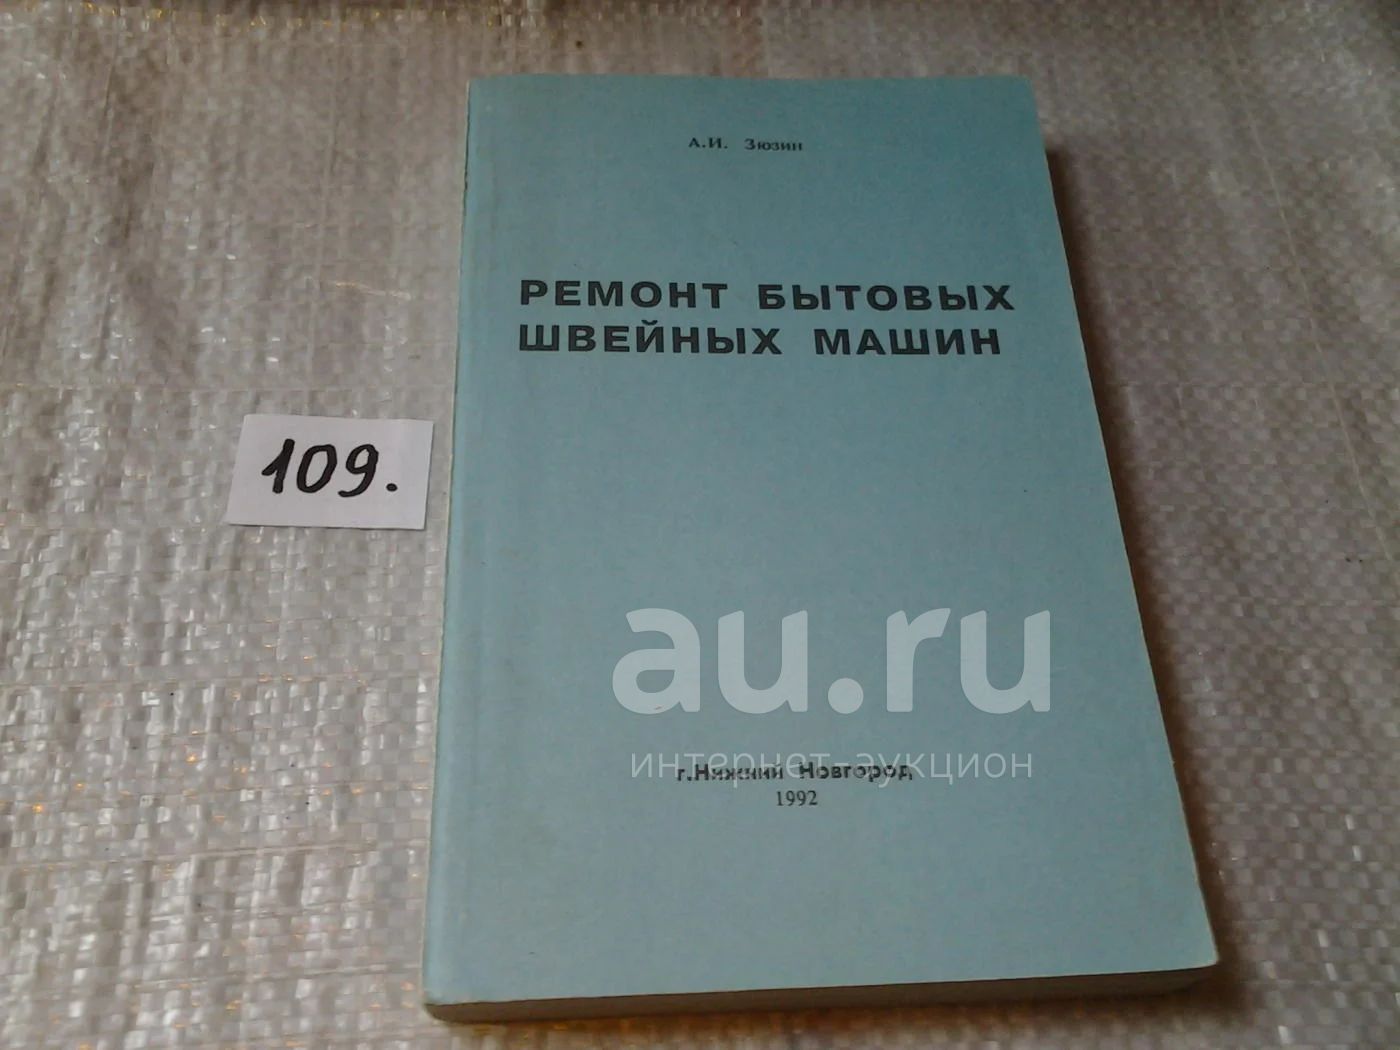 А.И. Зюзин
РЕМОНТ БЫТОВЫХ
ШВЕЙНЫХ МАШИН
109.
au.ru
интернет-аукцион
г.Нижний Новгород
1992